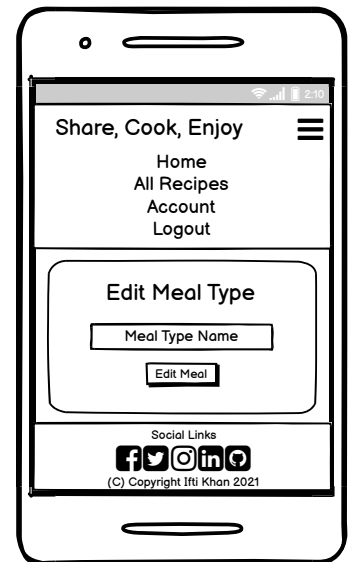 2:10
Share, Cook, Enjoy
Home
All Recipes
Account
Logout
Edit Meal Type
Meal Type Name
Edit Meal
Social Links
(C) Copyright Ifti Khan 2021